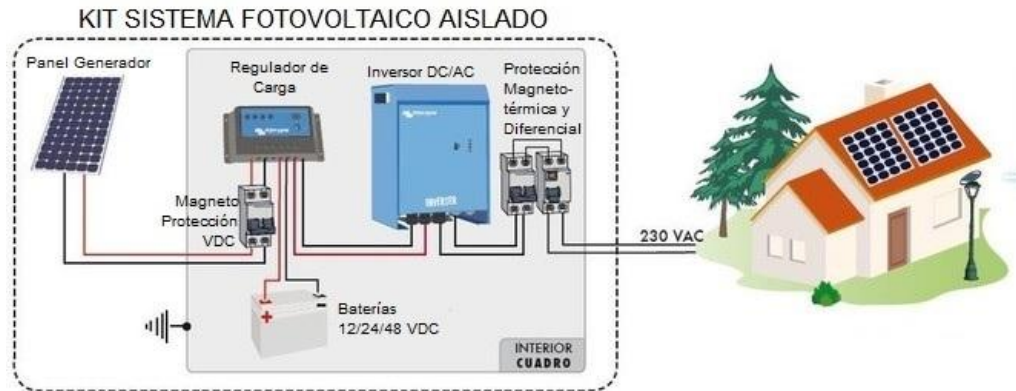 KIT SISTEMA FOTOVOLTAICO AISLADO
Panel Generador
Regulador de
Carga
Inversor DC/AC
Protección
Magneto-
térmica y
Diferencial
Magneto
Protección
VDC
230 VAC
Baterías
12/24/48 VDC
INTERIOR
CUADRO